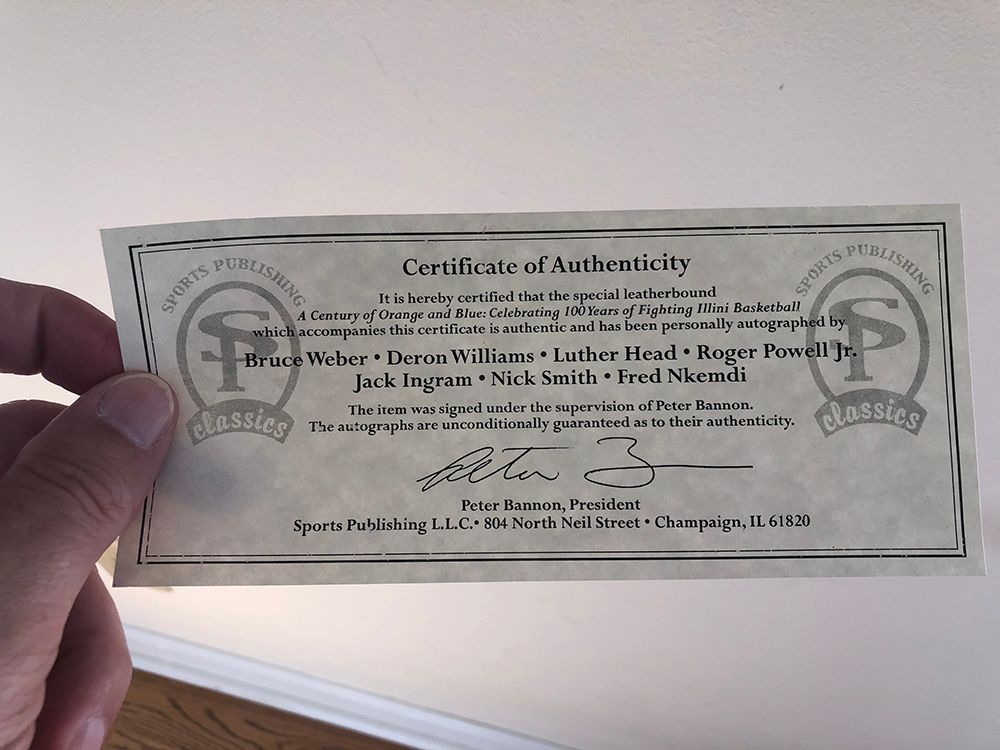 Certificate of Authenticity
SPORTS PUBLISHING
SP
classics
SPORTS PUBLISHING
SP
classics
It is hereby certified that the special leatherbound
A Century of Orange and Blue: Celebrating 100 Years of Fighting Illini Basketball
which accompanies this certificate is authentic and has been personally autographed by
Bruce Weber • Deron Williams • Luther Head • Roger Powell Jr.
Jack Ingram • Nick Smith • Fred Nkemdi
The item was signed under the supervision of Peter Bannon.
The autographs are unconditionally guaranteed as to their authenticity.
Peter B
Peter Bannon, President
Sports Publishing L.L.C. • 804 North Neil Street • Champaign, IL 61820